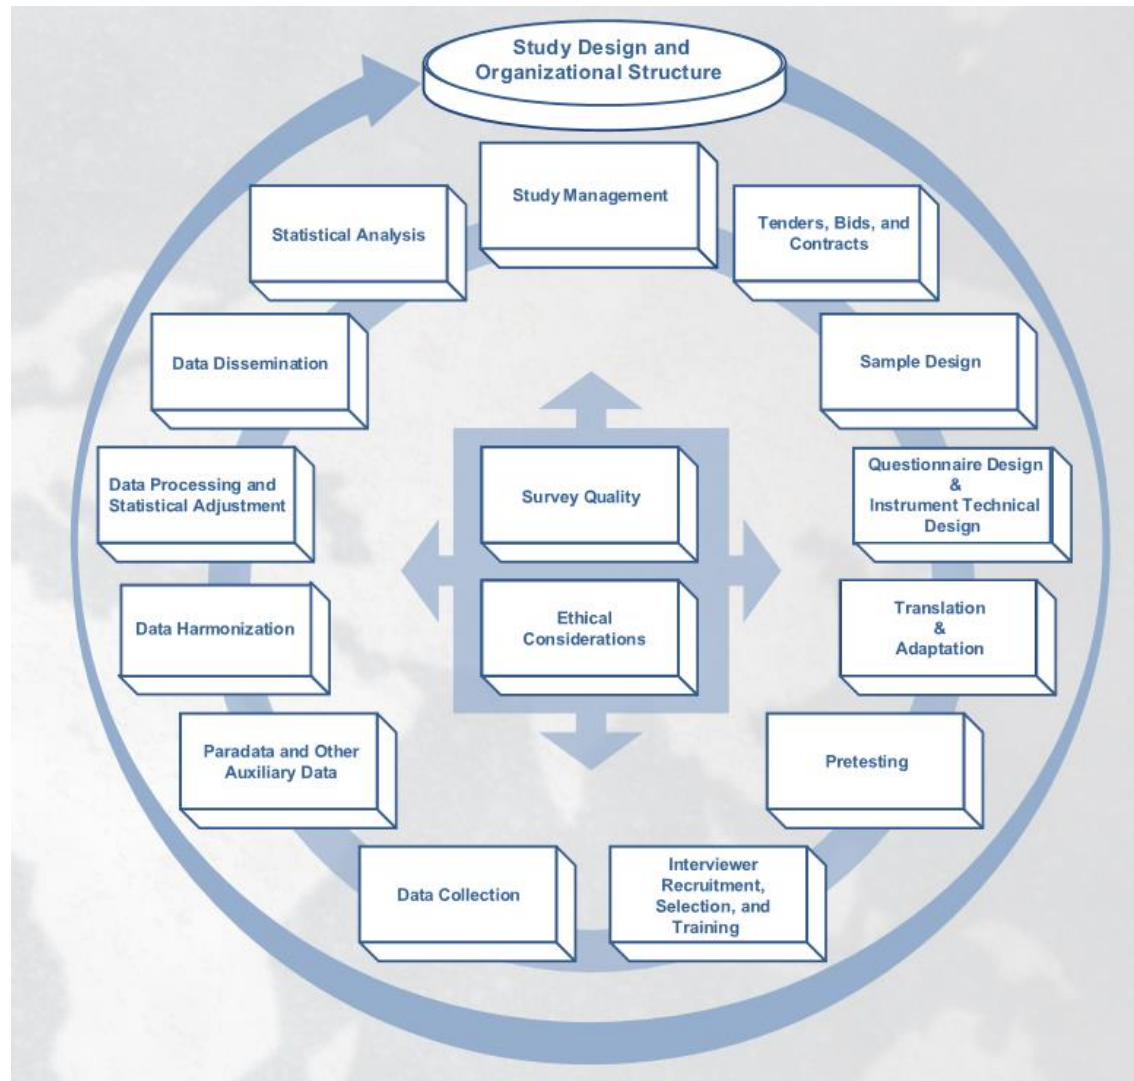 Study Design and
Organizational Structure
Study Management
Tenders, Bids, and
Contracts
Sample Design
Questionnaire Design
&
Instrument Technical
Design
Translation
&
Adaptation
Pretesting
Interviewer
Recruitment,
Selection, and
Training
Data Collection
Paradata and Other
Auxiliary Data
Data Harmonization
Data Processing and
Statistical Adjustment
Data Dissemination
Statistical Analysis
Survey Quality
Ethical
Considerations